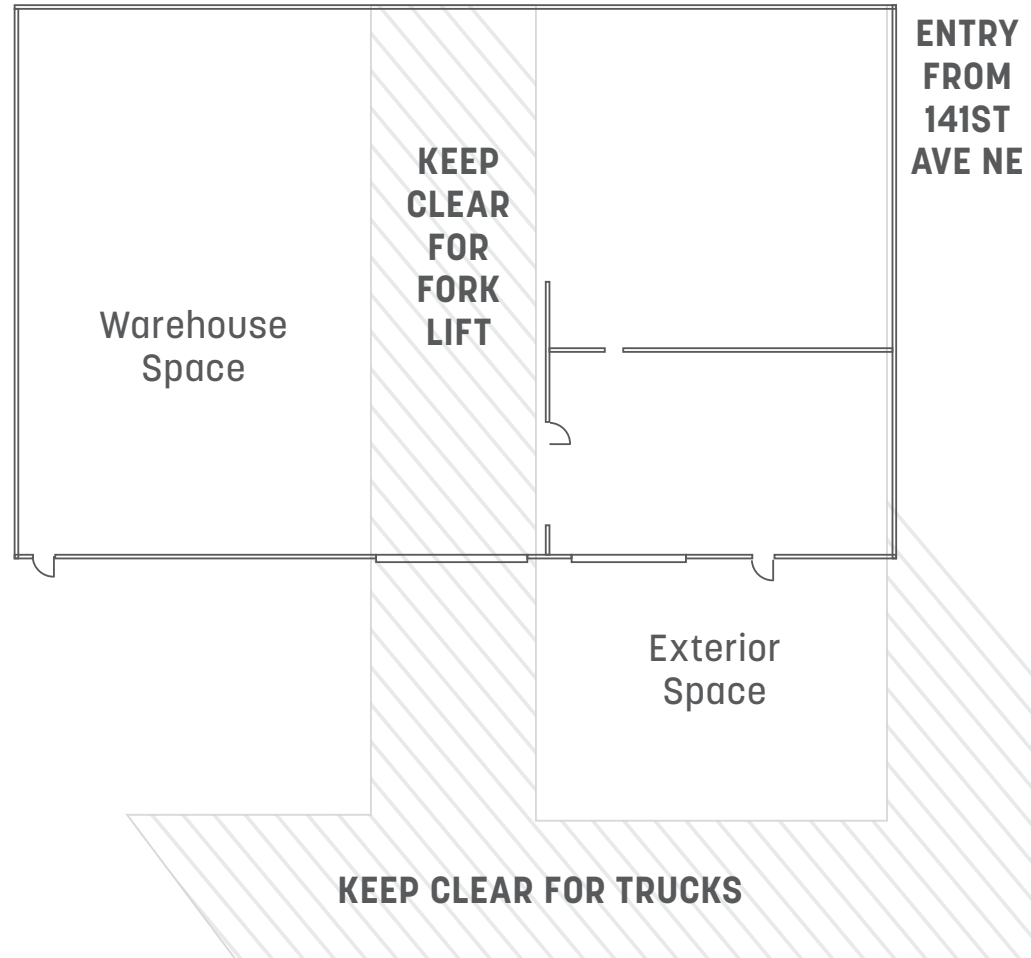 ENTRY
FROM
141ST
AVE NE
KEEP
CLEAR
FOR
FORK
LIFT
Warehouse
Space
Exterior
Space
KEEP CLEAR FOR TRUCKS